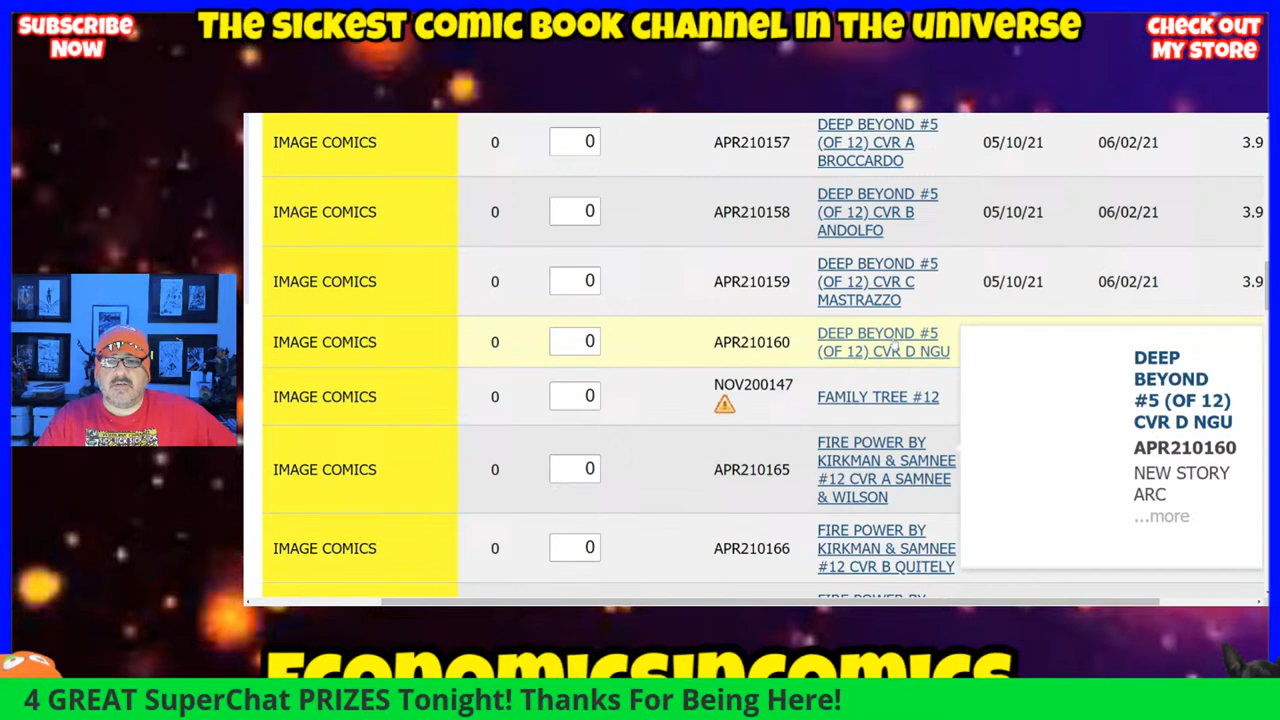 SUBSCRIBE
NOW
THE SICKEST COMIC BOOK CHANNEL IN THE UNIVERSE
CHECK OUT
MY STORE
IMAGE COMICS 0 0 APR210157 DEEP BEYOND #5
(OF 12) CVR A
BROCCARDO 05/10/21 06/02/21 3.9
IMAGE COMICS 0 0 APR210158 DEEP BEYOND #5
(OF 12) CVR B
ANDOLFO 05/10/21 06/02/21 3.9
IMAGE COMICS 0 0 APR210159 DEEP BEYOND #5
(OF 12) CVR C
MASTRAZZO 05/10/21 06/02/21 3.9
IMAGE COMICS 0 0 APR210160 DEEP BEYOND #5
(OF 12) CVR D NGU
DEEP
BEYOND
#5 (OF 12)
CVR D NGU
APR210160
NEW STORY
ARC
...more
IMAGE COMICS 0 0 NOV200147 FAMILY TREE #12
IMAGE COMICS 0 0 APR210165 FIRE POWER BY
KIRKMAN & SAMNEE
#12 CVR A SAMNEE
& WILSON
IMAGE COMICS 0 0 APR210166 FIRE POWER BY
KIRKMAN & SAMNEE
#12 CVR B QUITELY
FIRE POWER BY
ECONOMICSINCOMICS
4 GREAT SuperChat PRIZES Tonight! Thanks For Being Here!